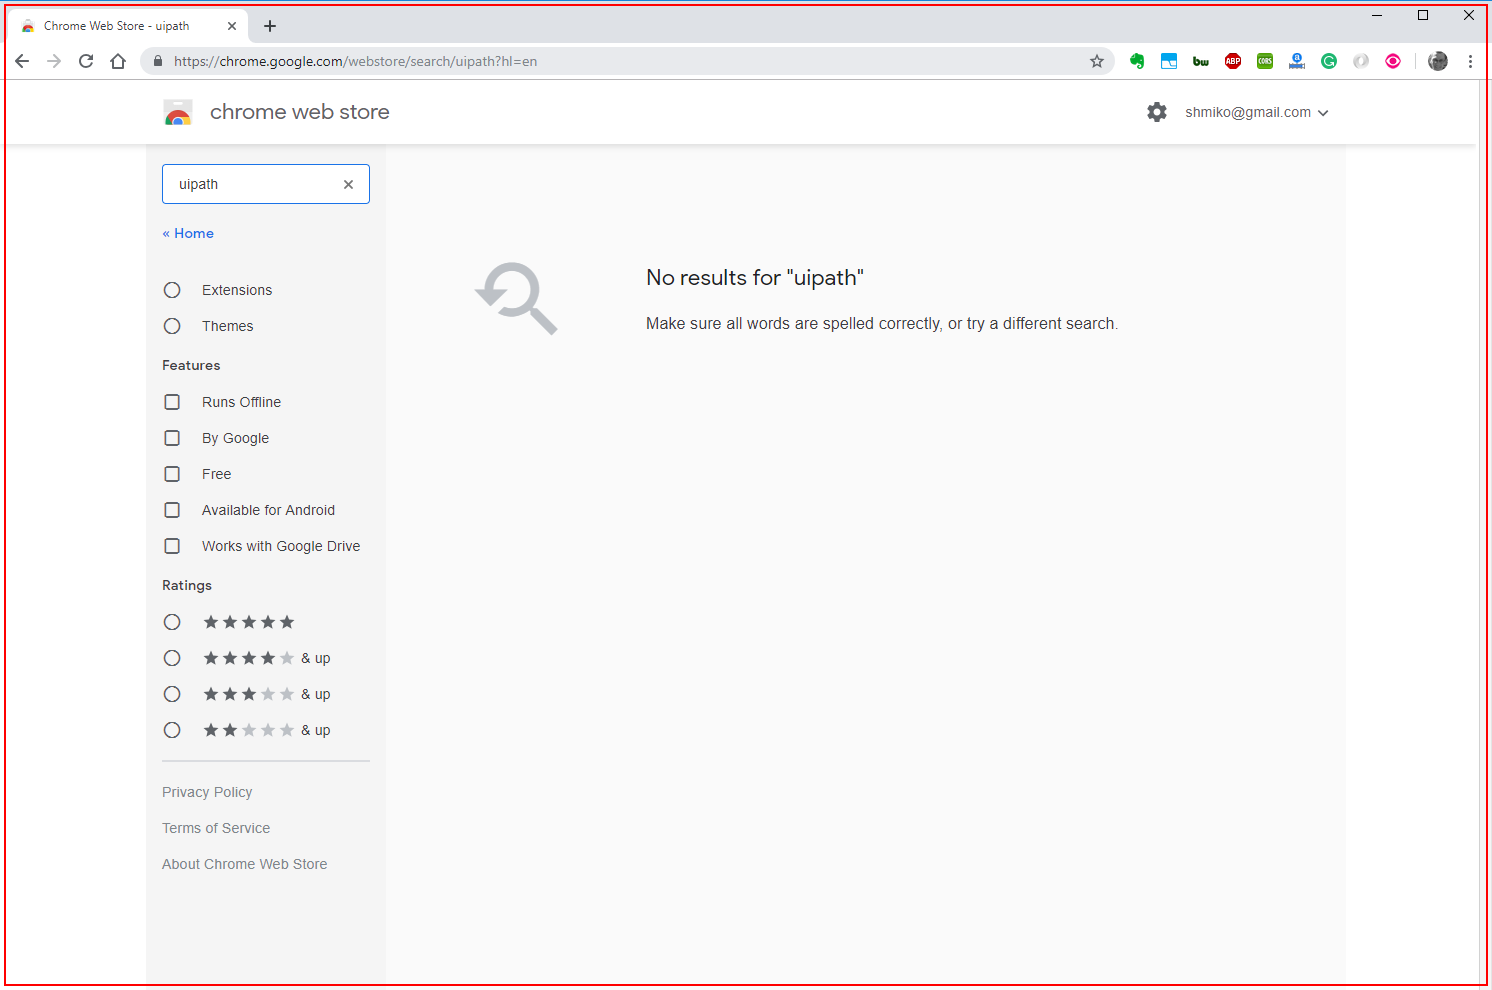 Chrome Web Store - uipath
https://chrome.google.com/webstore/search/uipath?hl=en
bw
ABP
CORS
a
chrome web store
shmiko@gmail.com
uipath
« Home
Extensions
Themes
Features
Runs Offline
By Google
Free
Available for Android
Works with Google Drive
Ratings
& up
& up
& up
Privacy Policy
Terms of Service
About Chrome Web Store
No results for "uipath"
Make sure all words are spelled correctly, or try a different search.